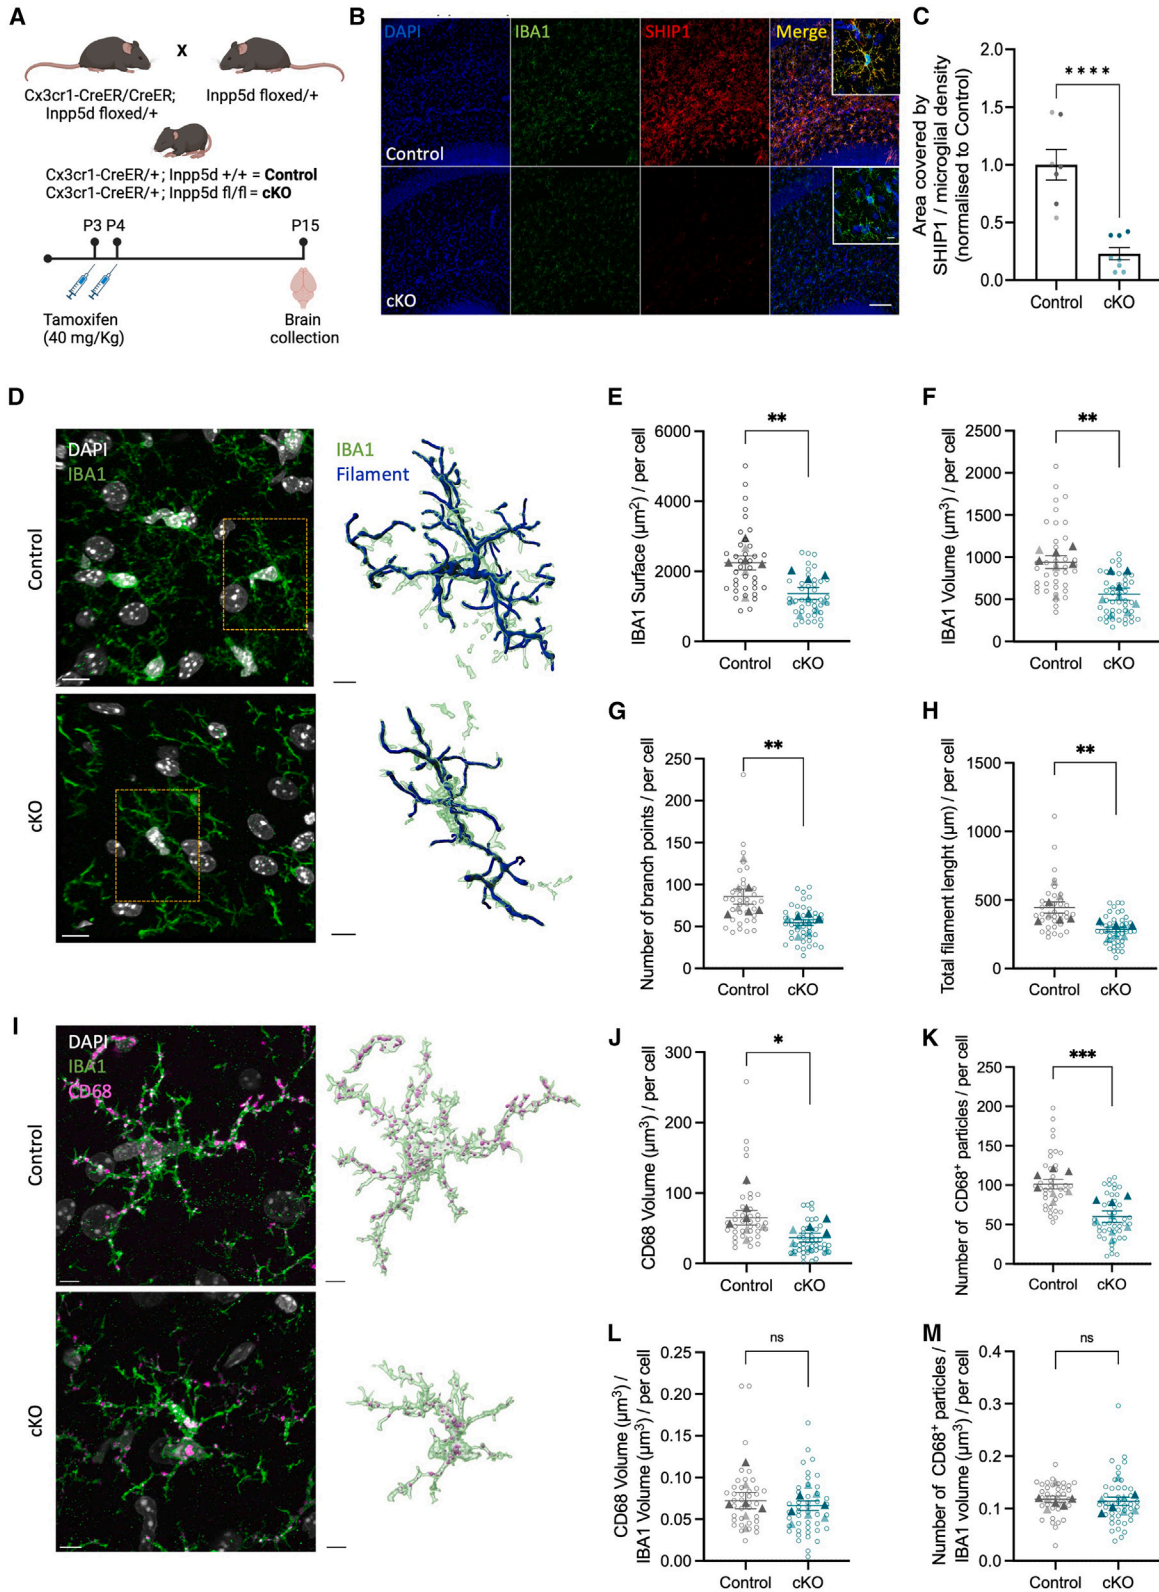 A
x
Cx3cr1-CreER/CreER;
Inpp5d floxed/+
Inpp5d floxed/+
Cx3cr1-CreER/+; Inpp5d +/+ = Control
Cx3cr1-CreER/+; Inpp5d fl/fl = cKO
P3 P4
P15
Tamoxifen
(40 mg/Kg)
Brain
collection
B
DAPI
IBA1
SHIP1
Merge
Control
cKO
C
Area covered by
SHIP1 / microglial density
(normalised to Control)
2.0
1.5
1.0
0.5
0.0
****
Control
cKO
D
Control
DAPI
IBA1
IBA1
Filament
cKO
E
IBA1 Surface (µm²) / per cell
6000
4000
2000
0
**
Control
cKO
F
IBA1 Volume (µm³) / per cell
2500
2000
1500
1000
500
0
**
Control
cKO
G
Number of branch points / per cell
250
200
150
100
50
0
**
Control
cKO
H
Total filament lenght (µm) / per cell
1500
1000
500
0
**
Control
cKO
I
Control
DAPI
IBA1
CD68
cKO
J
CD68 Volume (µm³) / per cell
300
200
100
0
*
Control
cKO
K
Number of CD68⁺ particles / per cell
250
200
150
100
50
0
***
Control
cKO
L
CD68 Volume (µm³) /
IBA1 Volume (µm³) / per cell
0.25
0.20
0.15
0.10
0.05
0.00
ns
Control
cKO
M
Number of CD68⁺ particles /
IBA1 volume (µm³) / per cell
0.4
0.3
0.2
0.1
0.0
ns
Control
cKO